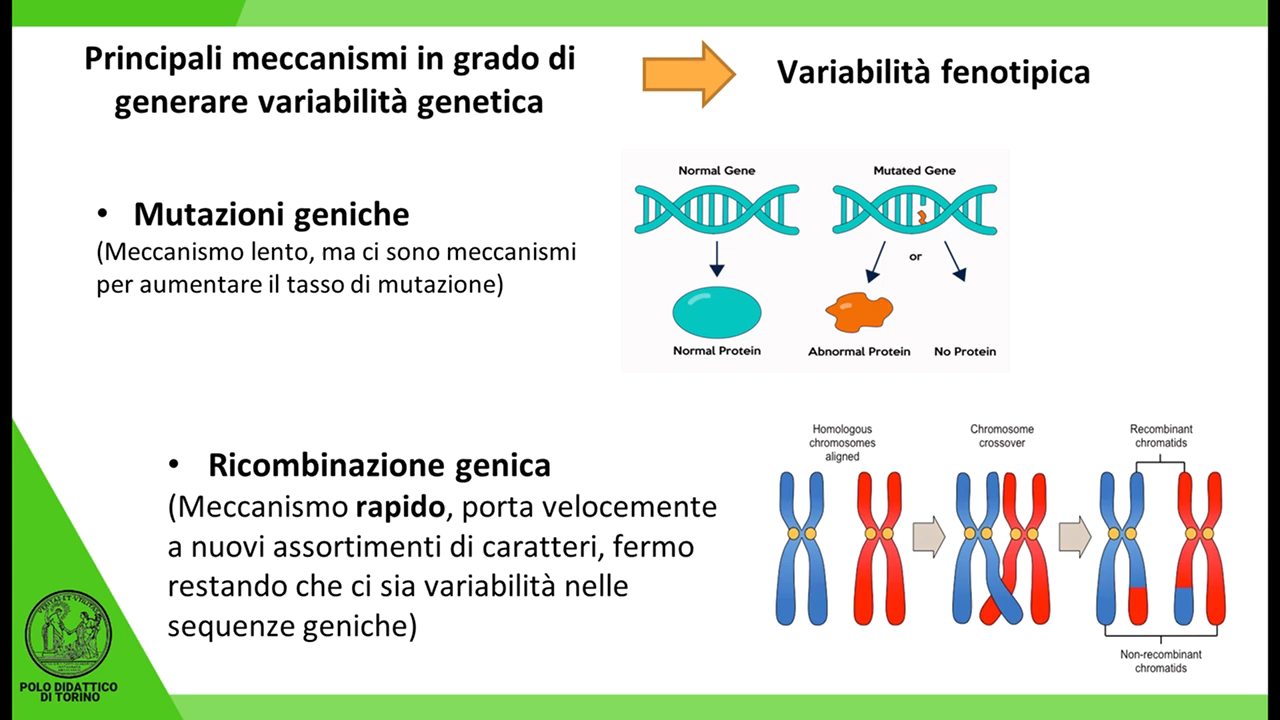 Principali meccanismi in grado di
generare variabilità genetica
Variabilità fenotipica
• Mutazioni geniche
(Meccanismo lento, ma ci sono meccanismi
per aumentare il tasso di mutazione)
Normal Gene
Mutated Gene
or
Normal Protein
Abnormal Protein
No Protein
• Ricombinazione genica
(Meccanismo rapido, porta velocemente
a nuovi assortimenti di caratteri, fermo
restando che ci sia variabilità nelle
sequenze geniche)
Homologous
chromosomes
aligned
Chromosome
crossover
Recombinant
chromatids
Non-recombinant
chromatids
POLO DIDATTICO
DI TORINO